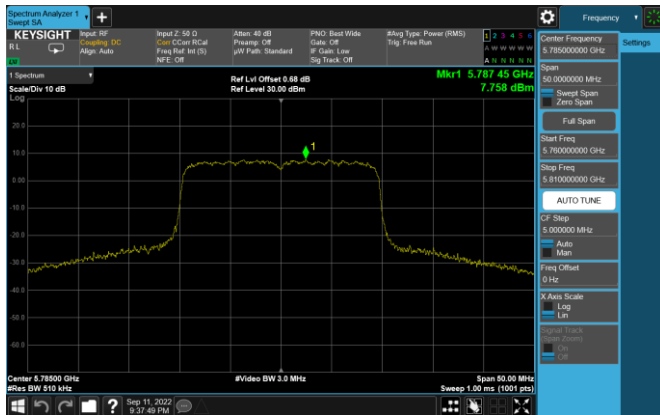 Spectrum Analyzer 1
Swept SA
Frequency
KEYSIGHT
R L
Input: RF
Coupling: DC
Align: Auto
Input Z: 50 Ω
Corr CCorr RCal
Freq Ref: Int (S)
NFE: Off
Atten: 40 dB
Preamp: Off
µW Path: Standard
PNO: Best Wide
Gate: Off
IF Gain: Low
Sig Track: Off
#Avg Type: Power (RMS)
Trig: Free Run
1 2 3 4 5 6
A W W W W W
A N N N N N
1 Spectrum
Scale/Div 10 dB
Log
Ref Lvl Offset 0.68 dB
Ref Level 30.00 dBm
Mkr1 5.787 45 GHz
7.758 dBm
20.0
10.0
0.00
-10.0
-20.0
-30.0
-40.0
-50.0
-60.0
1
Center 5.78500 GHz
#Res BW 510 kHz
#Video BW 3.0 MHz
Span 50.00 MHz
Sweep 1.00 ms (1001 pts)
Sep 11, 2022
9:37:49 PM
Center Frequency
5.785000000 GHz
Settings
Span
50.0000000 MHz
Swept Span
Zero Span
Full Span
Start Freq
5.760000000 GHz
Stop Freq
5.810000000 GHz
AUTO TUNE
CF Step
5.000000 MHz
Auto
Man
Freq Offset
0 Hz
X Axis Scale
Log
Lin
Signal Track
(Span Zoom)
On
Off